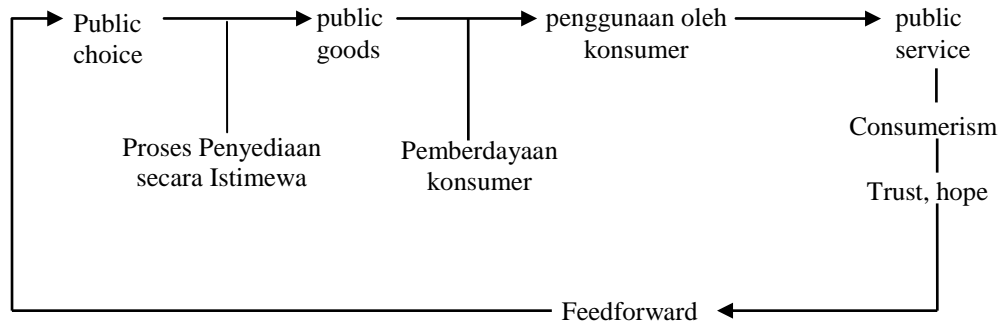 Public
choice
public
goods
penggunaan oleh
konsumer
public
service
Proses Penyediaan
secara Istimewa
Pemberdayaan
konsumer
Consumerism
Trust, hope
Feedforward